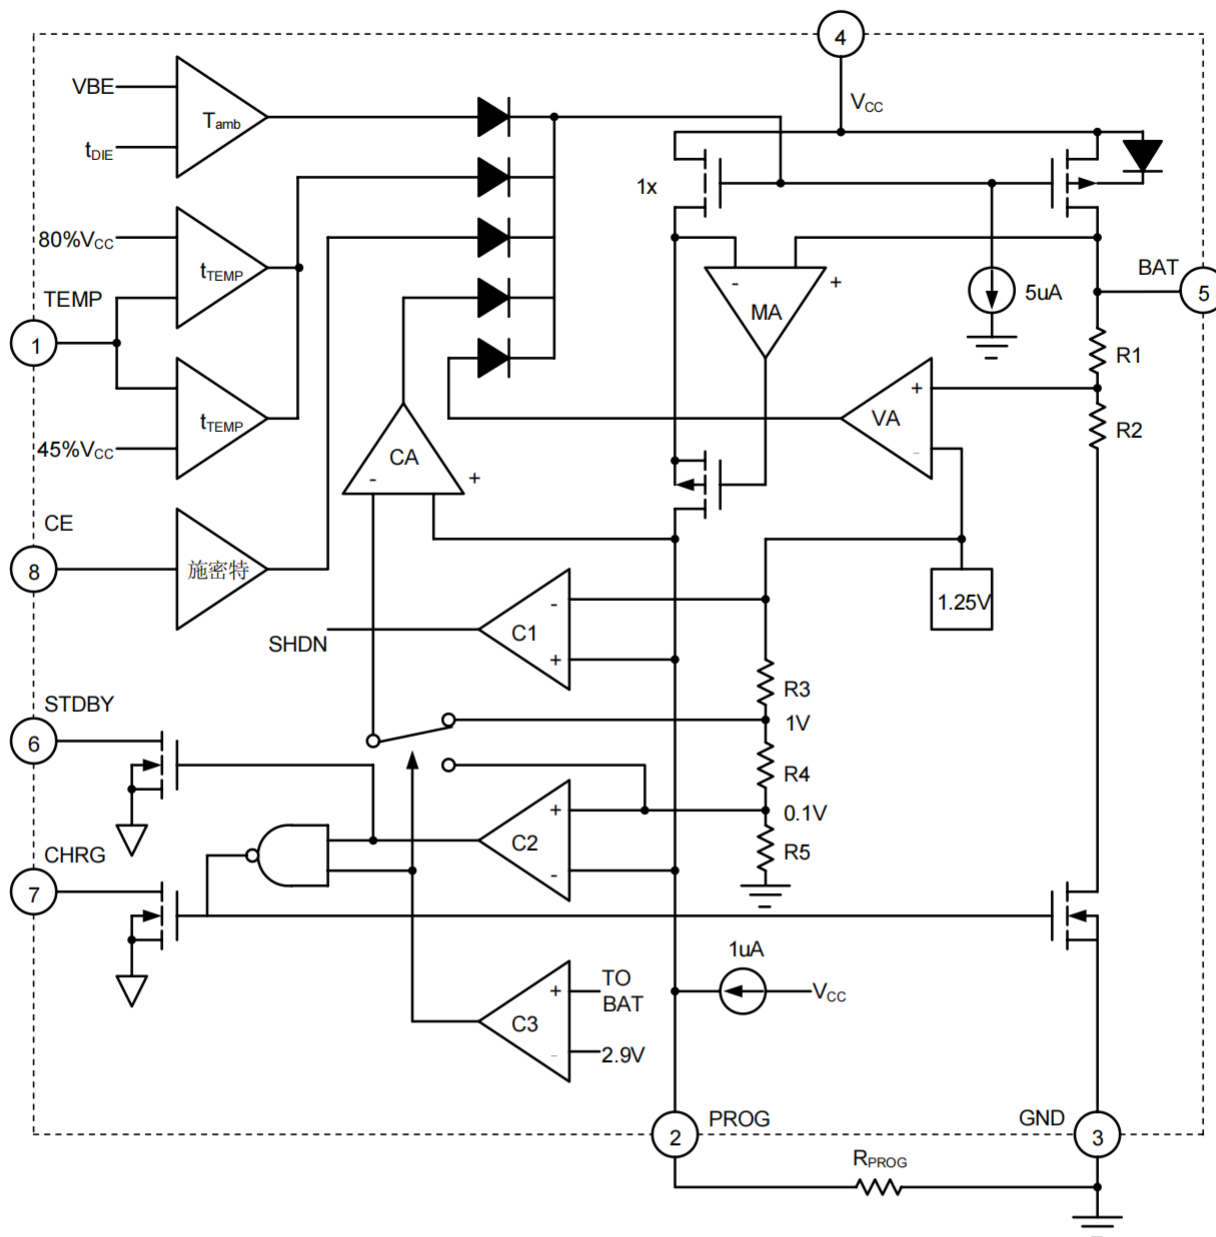 4
VBE
Tamb
VCC
tDIE
1x
80%VCC
tTEMP
BAT
-
+
5uA
5
TEMP
MA
1
R1
+
tTEMP
VA
R2
45%VCC
CA
-
+
-
CE
8
施密特
-
1.25V
C1
SHDN
+
R3
STDBY
1V
6
R4
+
0.1V
C2
CHRG
R5
-
7
1uA
TO
+
BAT
VCC
C3
-
2.9V
PROG
GND
2
3
RPROG